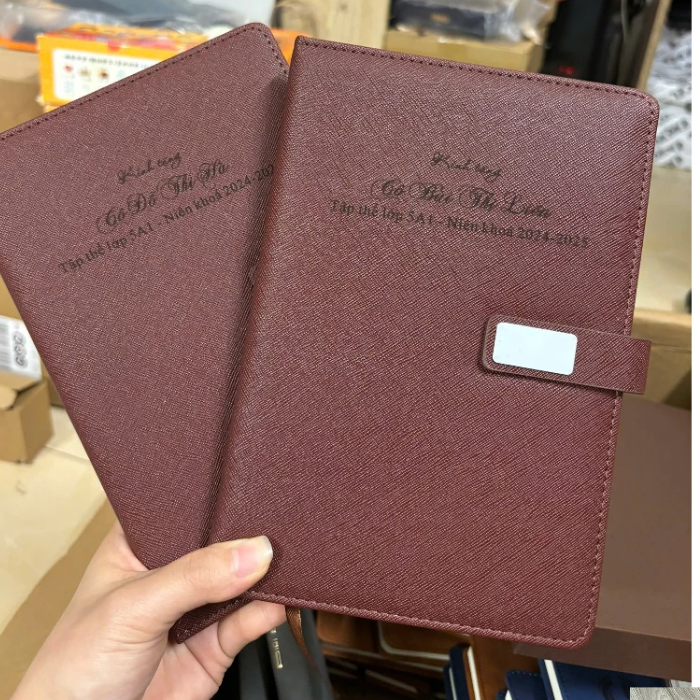 Kính tặng
Cô Đỗ Thị Hà
Tập thể lớp 5A1 - Niên khoá 2024-202
Kính tặng
Cô Bùi Thị Liên
Tập thể lớp 5A1 - Niên khoá 2024-2025